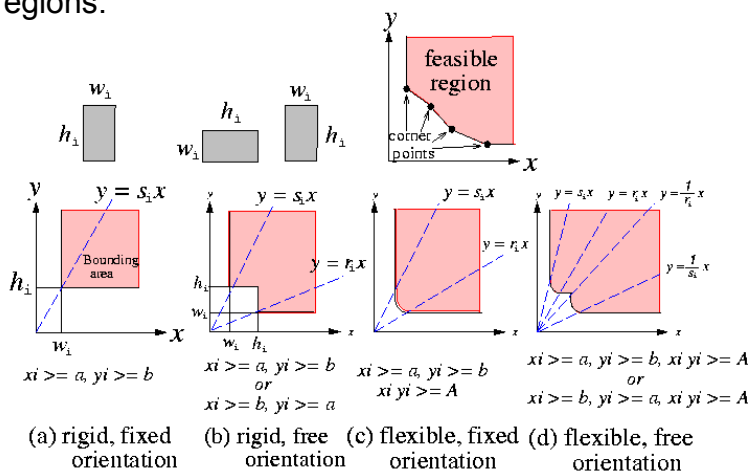 egions.
y
feasible
region
corner
points
x
w_i
h_i
h_i
w_i
w_i
h_i
y
y = s_i x
Bounding
area
h_i
w_i
x
y
y = s_i x
y = r_i x
h_i
w_i
w_i
h_i
x
y
y = s_i x
y = r_i x
x
y
y = s_i x
y = r_i x
y = 1/r_i x
y = 1/s_i x
x
xi >= a, yi >= b
xi >= a, yi >= b
or
xi >= b, yi >= a
xi >= a, yi >= b
xi yi >= A
xi >= a, yi >= b, xi yi >= A
or
xi >= b, yi >= a, xi yi >= A
(a) rigid, fixed
orientation
(b) rigid, free
orientation
(c) flexible, fixed
orientation
(d) flexible, free
orientation